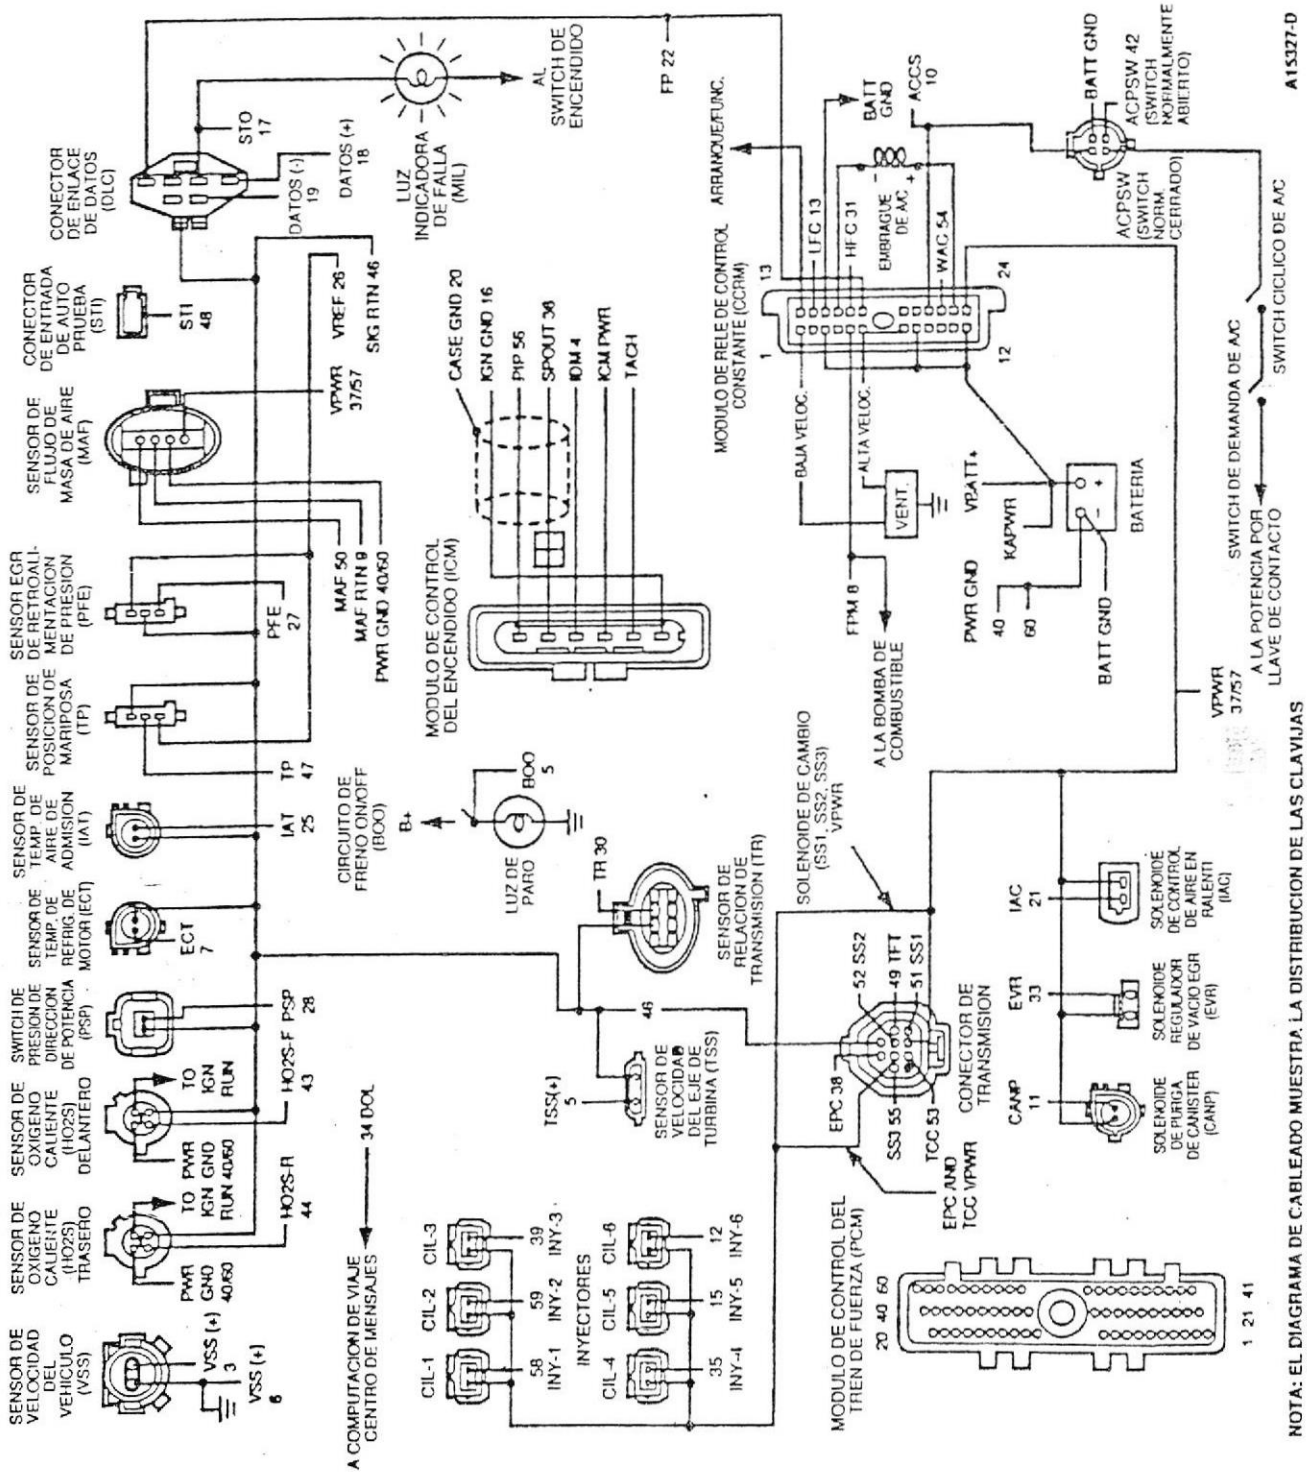 SENSOR DE
VELOCIDAD
DEL
VEHICULO
(VSS)
VSS (+)
3
VSS (+)
6
SENSOR DE
OXIGENO
CALIENTE
(HO2S)
TRASERO
PWR
GND
40/60
TO
IGN
RUN
HO2S-R
44
SENSOR DE
OXIGENO
CALIENTE
(HO2S)
DELANTERO
PWR
GND
40/60
TO
IGN
RUN
HO2S-F
43
SWITCH DE
PRESION DE
DIRECCION
DE POTENCIA
(PSP)
PSP
28
SENSOR DE
TEMP. DE
REFRIG. DE
MOTOR (ECT)
ECT
7
SENSOR DE
TEMP. DE
AIRE DE
ADMISION
(IAT)
IAT
25
SENSOR DE
POSICION DE
MARIPOSA
(TP)
TP
47
SENSOR EGR
DE RETROALI-
MENTACION
DE PRESION
(PFE)
PFE
27
SENSOR DE
FLUJO DE
MASA DE AIRE
(MAF)
MAF 50
MAF RTN 9
PWR GND 40/60
VPWR
37/57
CONECTOR
DE ENTRADA
DE AUTO
PRUEBA
(STI)
STI
48
VREF 26
SIG RTN 46
CONECTOR
DE ENLACE
DE DATOS
(DLC)
STO
17
DATOS (-)
19
DATOS (+)
18
LUZ
INDICADORA
DE FALLA
(MIL)
AL
SWITCH DE
ENCENDIDO
FP 22
A COMPUTACION DE VIAJE
CENTRO DE MENSAJES
34 DOL
CIRCUITO DE
FRENO ON/OFF
(BOO)
B+
BOO
5
LUZ DE
PARO
MODULO DE CONTROL
DEL ENCENDIDO (ICM)
CASE GND 20
IGN GND 16
PIP 56
SPOUT 36
IDM 4
ICM PWR
TACH
CIL-1
CIL-2
CIL-3
58
INY-1
59
INY-2
39
INY-3
INYECTORES
CIL-4
CIL-5
CIL-6
35
INY-4
15
INY-5
12
INY-6
TSS(+)
5
SENSOR DE
VELOCIDAD
DEL EJE DE
TURBINA (TSS)
46
TR 30
SENSOR DE
RELACION DE
TRANSMISION (TR)
SOLENOIDE DE CAMBIO
(SS1, SS2, SS3)
VPWR
EPC 38
52 SS2
49 TFT
51 SS1
SS3 55
TCC 53
CONECTOR DE
TRANSMISION
EPC AND
TCC VPWR
MODULO DE RELE DE CONTROL
CONSTANTE (CCRM)
1
13
12
24
ARRANQUE/FUNC.
LFC 13
HFC 31
BATT
GND
EMBRAGUE
DE A/C
- +
WAC 54
ACCS
10
BAJA VELOC.
ALTA VELOC.
VENT.
FPM 8
A LA BOMBA DE
COMBUSTIBLE
VBATT+
KAPWR
PWR GND
40
60
- +
BATERIA
BATT GND
BATT GND
ACPSW 42
(SWITCH
NORMALMENTE
ABIERTO)
ACPSW
(SWITCH
NORM.
CERRADO)
SWITCH CICLICO DE A/C
SWITCH DE DEMANDA DE A/C
A LA POTENCIA POR
LLAVE DE CONTACTO
VPWR
37/57
MODULO DE CONTROL DEL
TREN DE FUERZA (PCM)
20 40 60
1 21 41
CANP
11
SOLENOIDE
DE PURGA
DE CANISTER
(CANP)
EVR
33
SOLENOIDE
REGULADOR
DE VACIO EGR
(EVR)
IAC
21
SOLENOIDE
DE CONTROL
DE AIRE EN
RALENTI
(IAC)
NOTA: EL DIAGRAMA DE CABLEADO MUESTRA LA DISTRIBUCION DE LAS CLAVIJAS
A15327-D